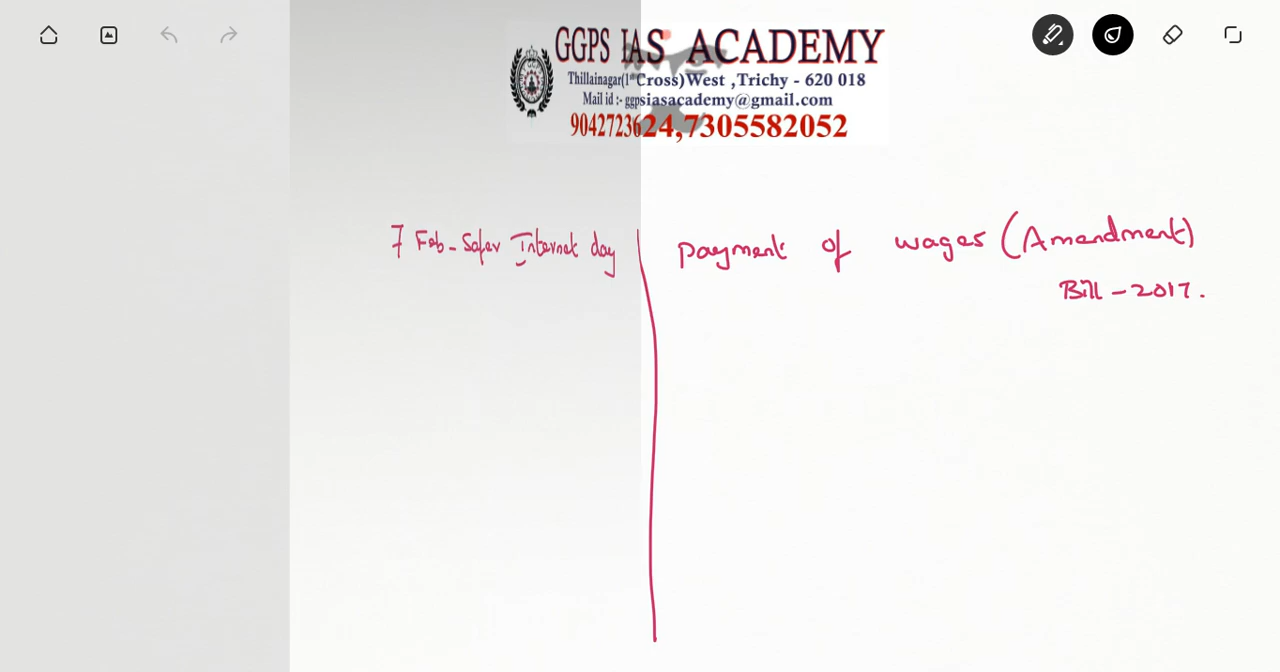 GGPS IAS ACADEMY
Thillainagar(1st Cross)West ,Trichy - 620 018
Mail id :- ggpsiasacademy@gmail.com
9042723624,7305582052
7 Feb - Safer Internet day
payment of wages (Amendment)
Bill - 2017.